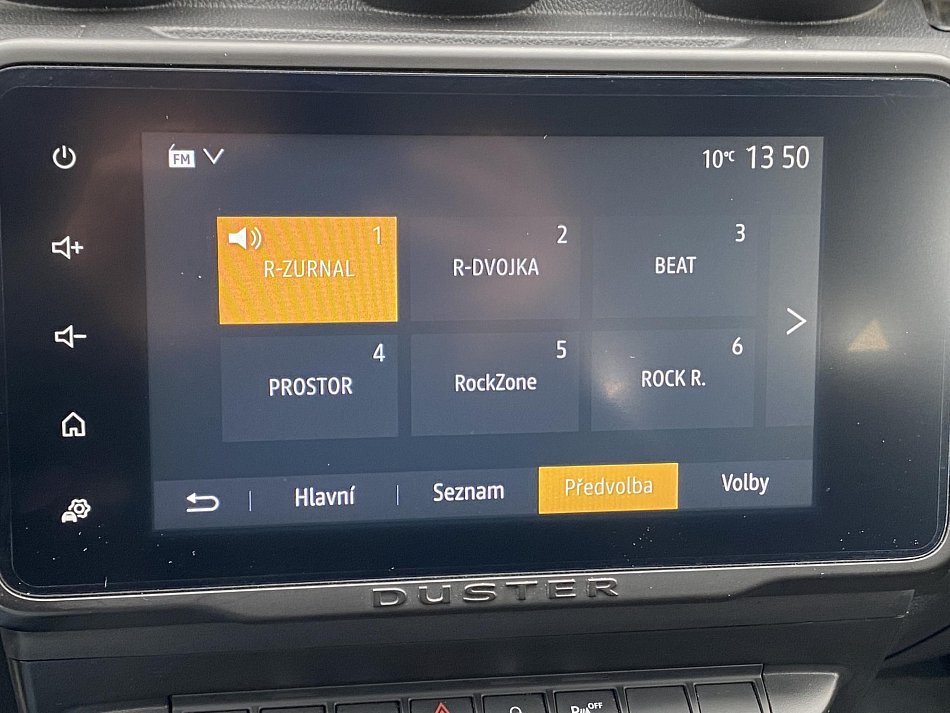 FM
10°C 13 50
1
R-ZURNAL
2
R-DVOJKA
3
BEAT
4
PROSTOR
5
RockZone
6
ROCK R.
Hlavní
Seznam
Předvolba
Volby
DUSTER
OFF